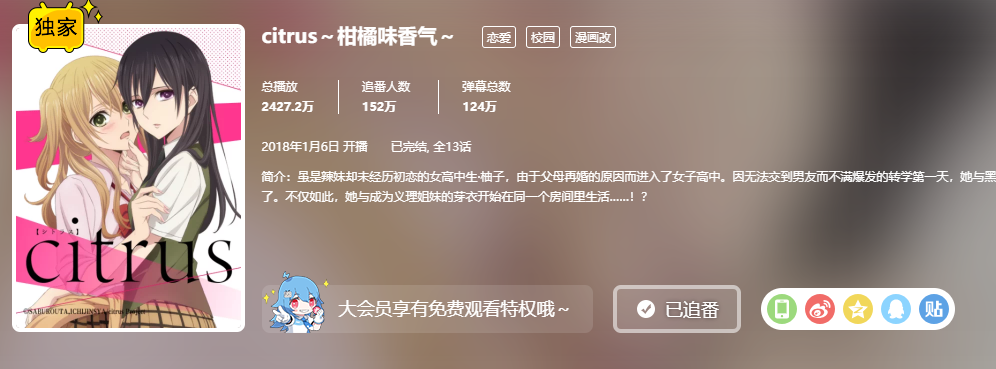 独家
citrus～柑橘味香气～ 恋爱 校园 漫画改
总播放 追番人数 弹幕总数
2427.2万 152万 124万
2018年1月6日 开播 已完结, 全13话
简介：虽是辣妹却未经历初恋的女高中生·柚子，由于父母再婚的原因而进入了女子高中。因无法交到男友而不满爆发的转学第一天，她与黑
了。不仅如此，她与成为义理姐妹的芽衣开始在同一个房间里生活......！？
【シトラス】
citrus
©SABUROUTA,ICHIJINSYA/citrus Project
大会员享有免费观看特权哦～ 已追番 贴